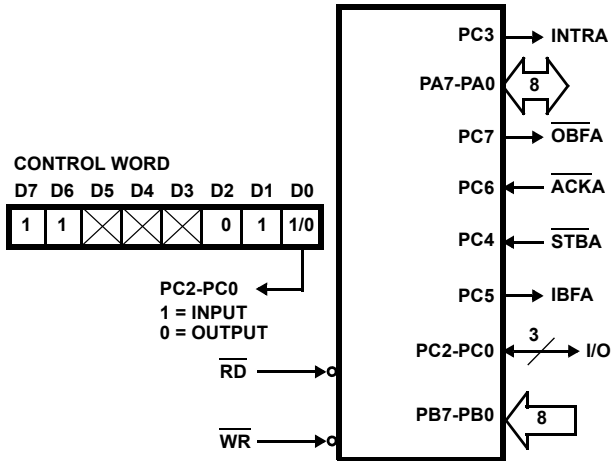 PC3 INTRA
PA7-PA0 8
PC7 OBFA
CONTROL WORD
D7 D6 D5 D4 D3 D2 D1 D0
1 1 0 1 1/0
PC6 ACKA
PC4 STBA
PC2-PC0
1 = INPUT
0 = OUTPUT
PC5 IBFA
PC2-PC0 3 I/O
RD
PB7-PB0 8
WR